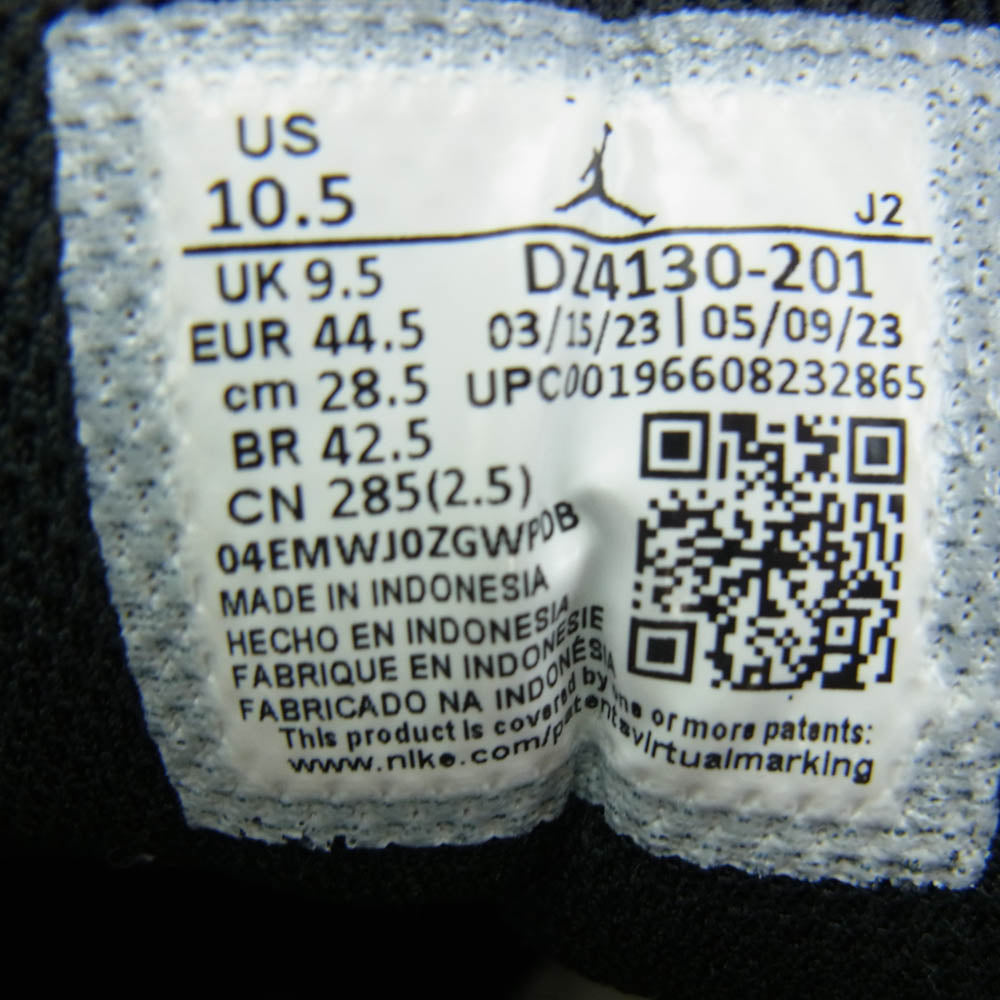 US
10.5
J2
UK 9.5
DZ4130-201
EUR 44.5
03/15/23 | 05/09/23
cm 28.5
UPC00196608232865
BR 42.5
CN 285(2.5)
04EMWJ0ZGWPDB
MADE IN INDONESIA
HECHO EN INDONESIA
FABRIQUE EN INDONESIE
FABRICADO NA INDONÉSIA
This product is covered by one or more patents:
www.nike.com/patentsvirtualmarking